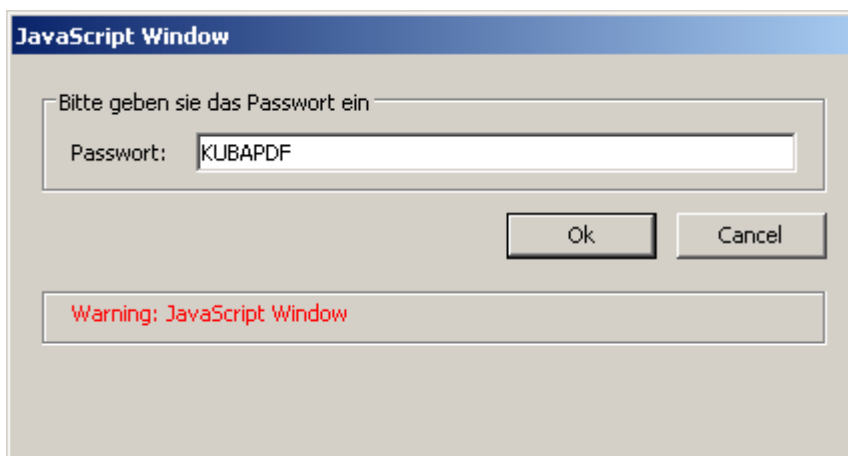 JavaScript Window
Bitte geben sie das Passwort ein
Passwort: KUBAPDF
Ok Cancel
Warning: JavaScript Window